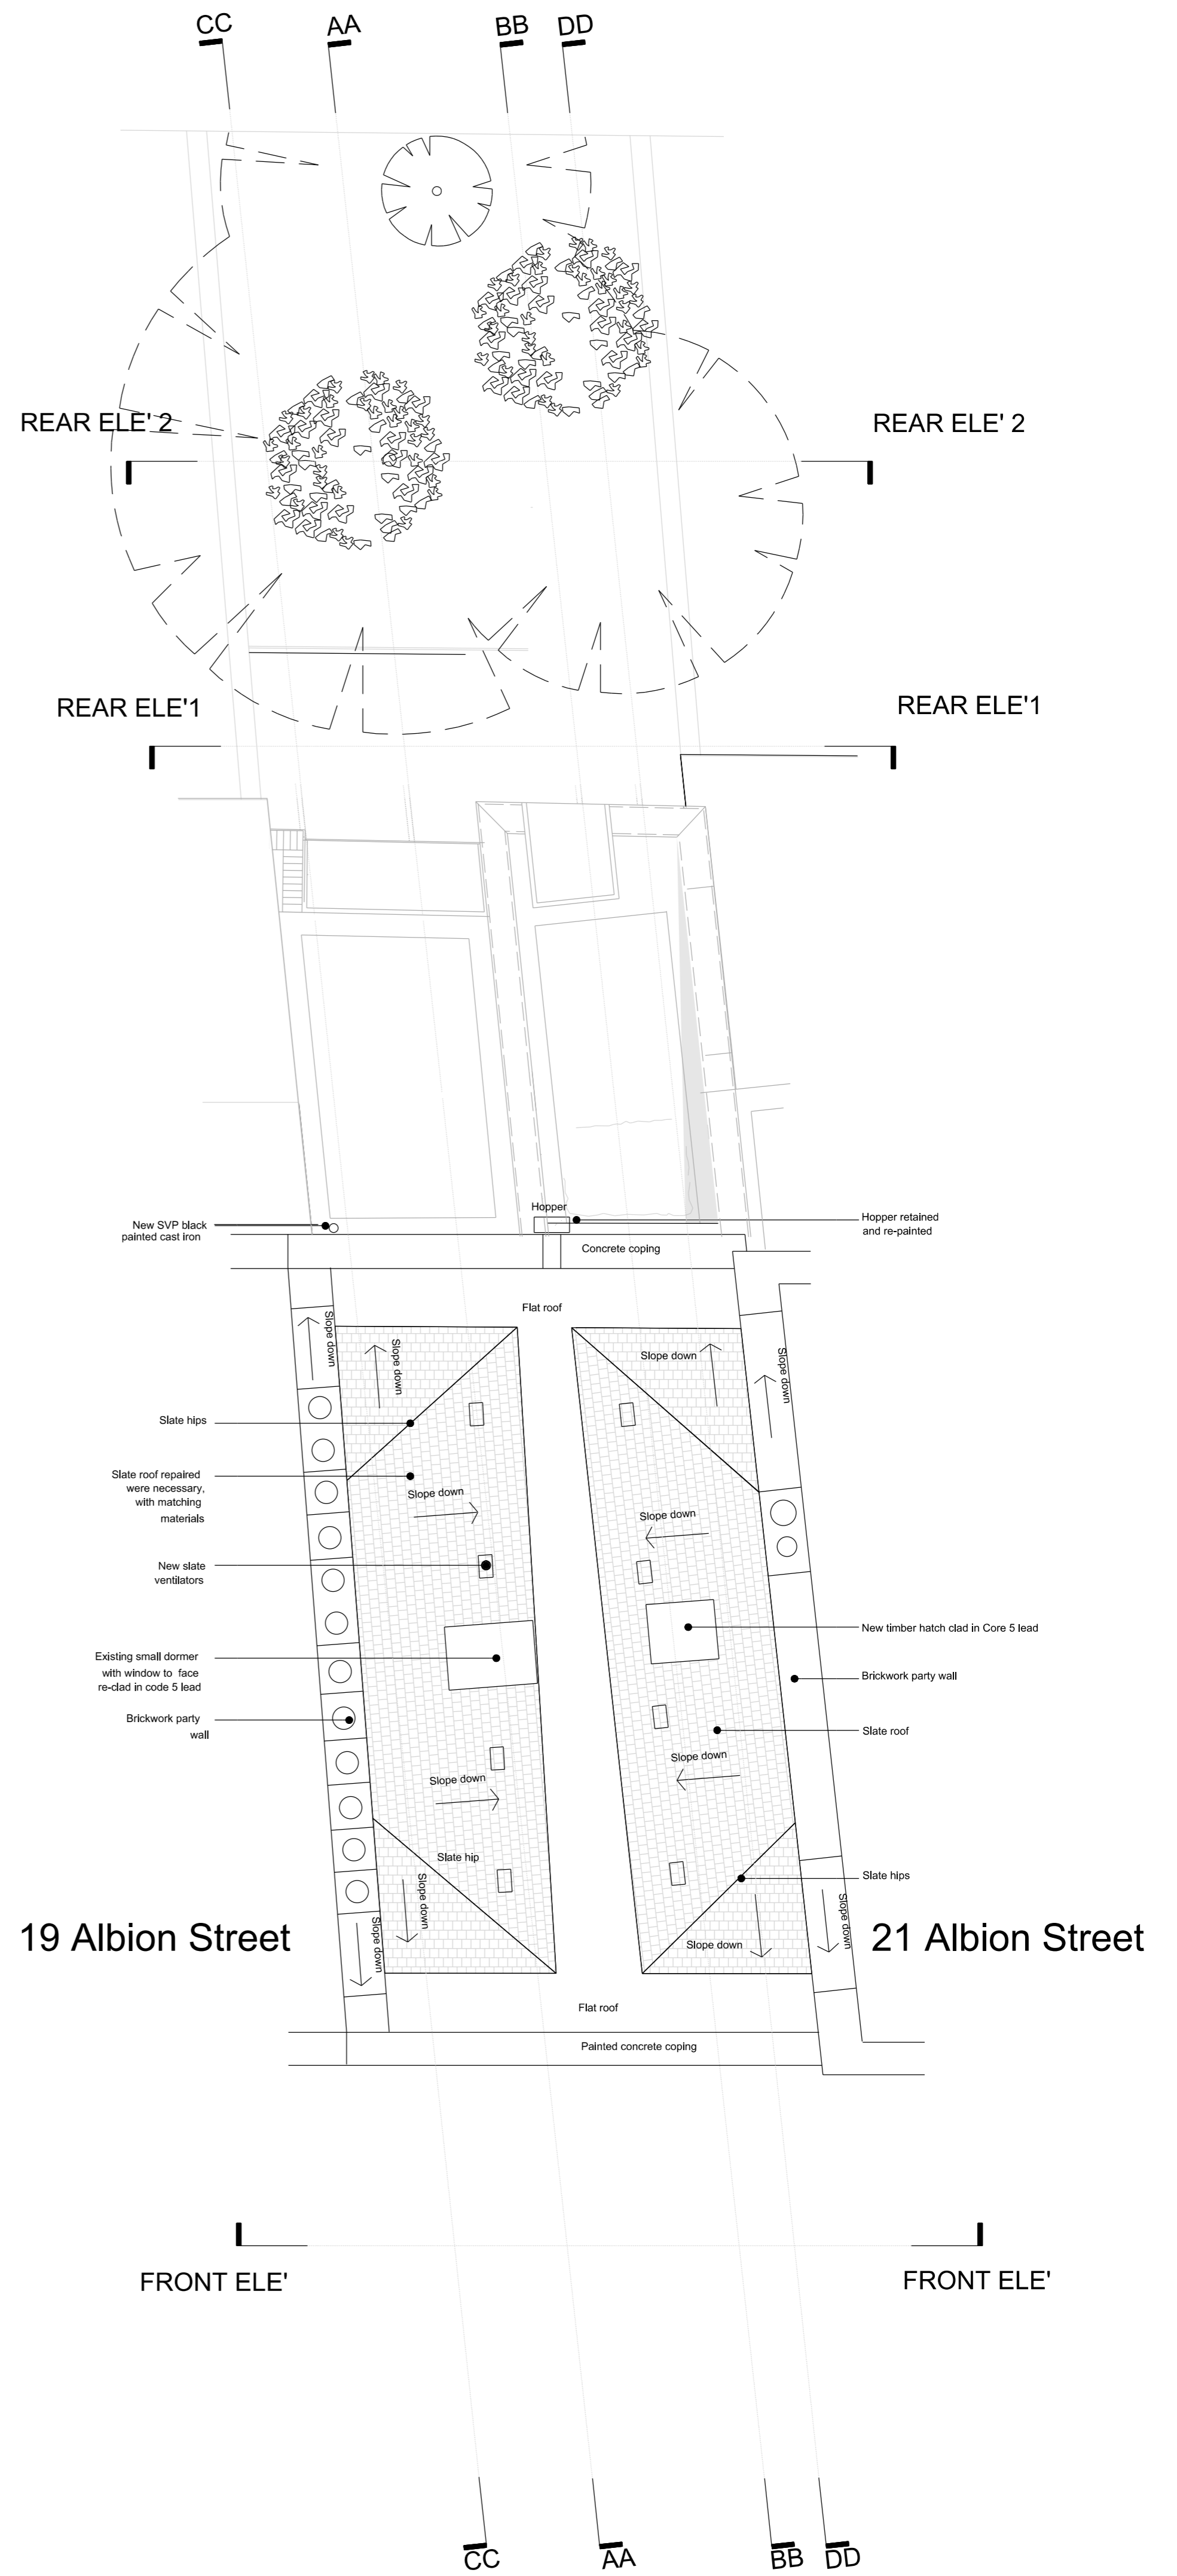 CC
AA
BB
DD
REAR ELE' 2
REAR ELE' 2
REAR ELE'1
REAR ELE'1
New SVP black
painted cast iron
Hopper
Hopper retained
and re-painted
Concrete coping
Flat roof
Slope down
Slope down
Slope down
Slope down
Slate hips
Slate roof repaired
were necessary,
with matching
materials
Slope down
Slope down
New slate
ventilators
Existing small dormer
with window to face
re-clad in code 5 lead
New timber hatch clad in Core 5 lead
Brickwork party wall
Brickwork party
wall
Slate roof
Slope down
Slope down
Slate hip
Slate hips
Slope down
Slope down
Slope down
Slope down
19 Albion Street
21 Albion Street
Flat roof
Painted concrete coping
FRONT ELE'
FRONT ELE'
CC
AA
BB
DD